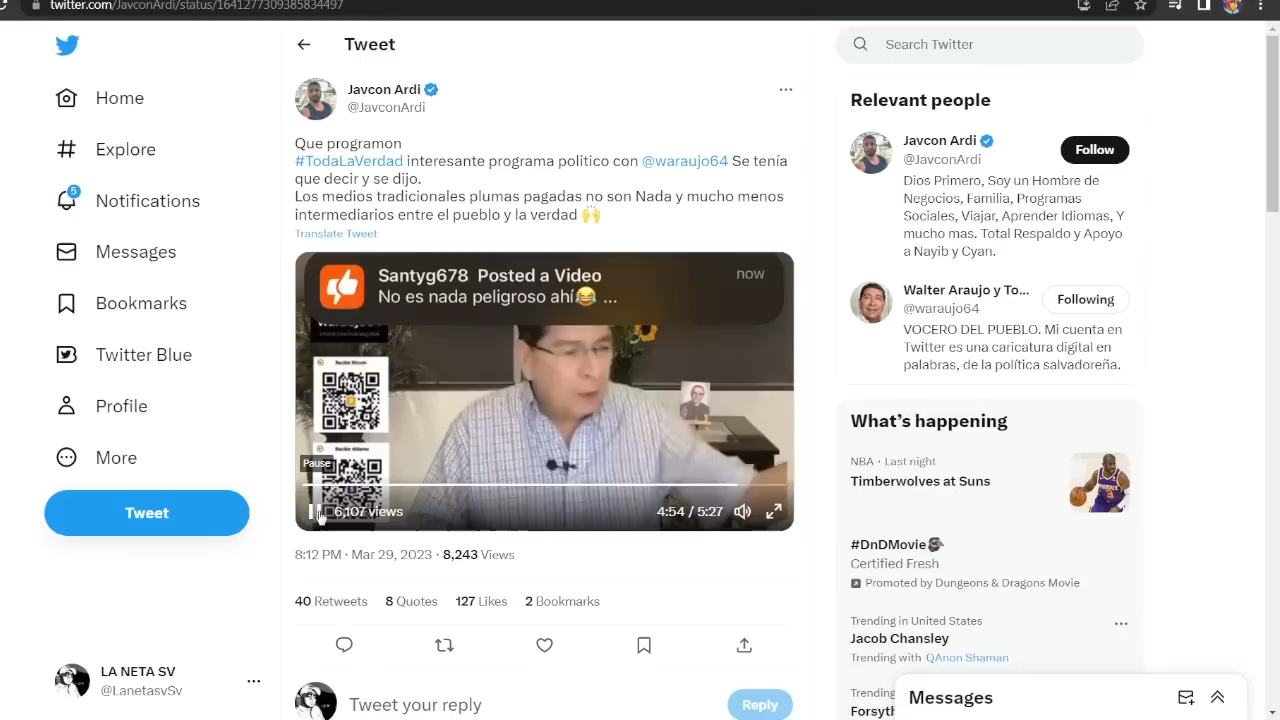 twitter.com/JavconArdi/status/1641277309385834497
Tweet
Search Twitter
Home
Explore
5
Notifications
Messages
Bookmarks
Twitter Blue
Profile
More
Tweet
LA NETA SV
@LanetasvSv
Javcon Ardi
@JavconArdi
Que programon
#TodaLaVerdad interesante programa politico con @waraujo64 Se tenía
que decir y se dijo.
Los medios tradicionales plumas pagadas no son Nada y mucho menos
intermediarios entre el pueblo y la verdad 🙌
Translate Tweet
Santyg678 Posted a Video
now
No es nada peligroso ahí😂 ...
Recibir Bitcoin
Recibir dólares
Pause
6,107 views
4:54 / 5:27
8:12 PM · Mar 29, 2023 · 8,243 Views
40 Retweets 8 Quotes 127 Likes 2 Bookmarks
Tweet your reply
Reply
Relevant people
Javcon Ardi
@JavconArdi
Follow
Dios Primero, Soy un Hombre de
Negocios, Familia, Programas
Sociales, Viajar, Aprender Idiomas, Y
mucho mas. Total Respaldo y Apoyo
a Nayib y Cyan.
Walter Araujo y To...
@waraujo64
Following
VOCERO DEL PUEBLO. Mi cuenta en
Twitter es una caricatura digital en
palabras, de la política salvadoreña.
What's happening
NBA · Last night
Timberwolves at Suns
#DnDMovie
Certified Fresh
Promoted by Dungeons & Dragons Movie
Trending in United States
Jacob Chansley
Trending with QAnon Shaman
Trending
Forsyth
Messages